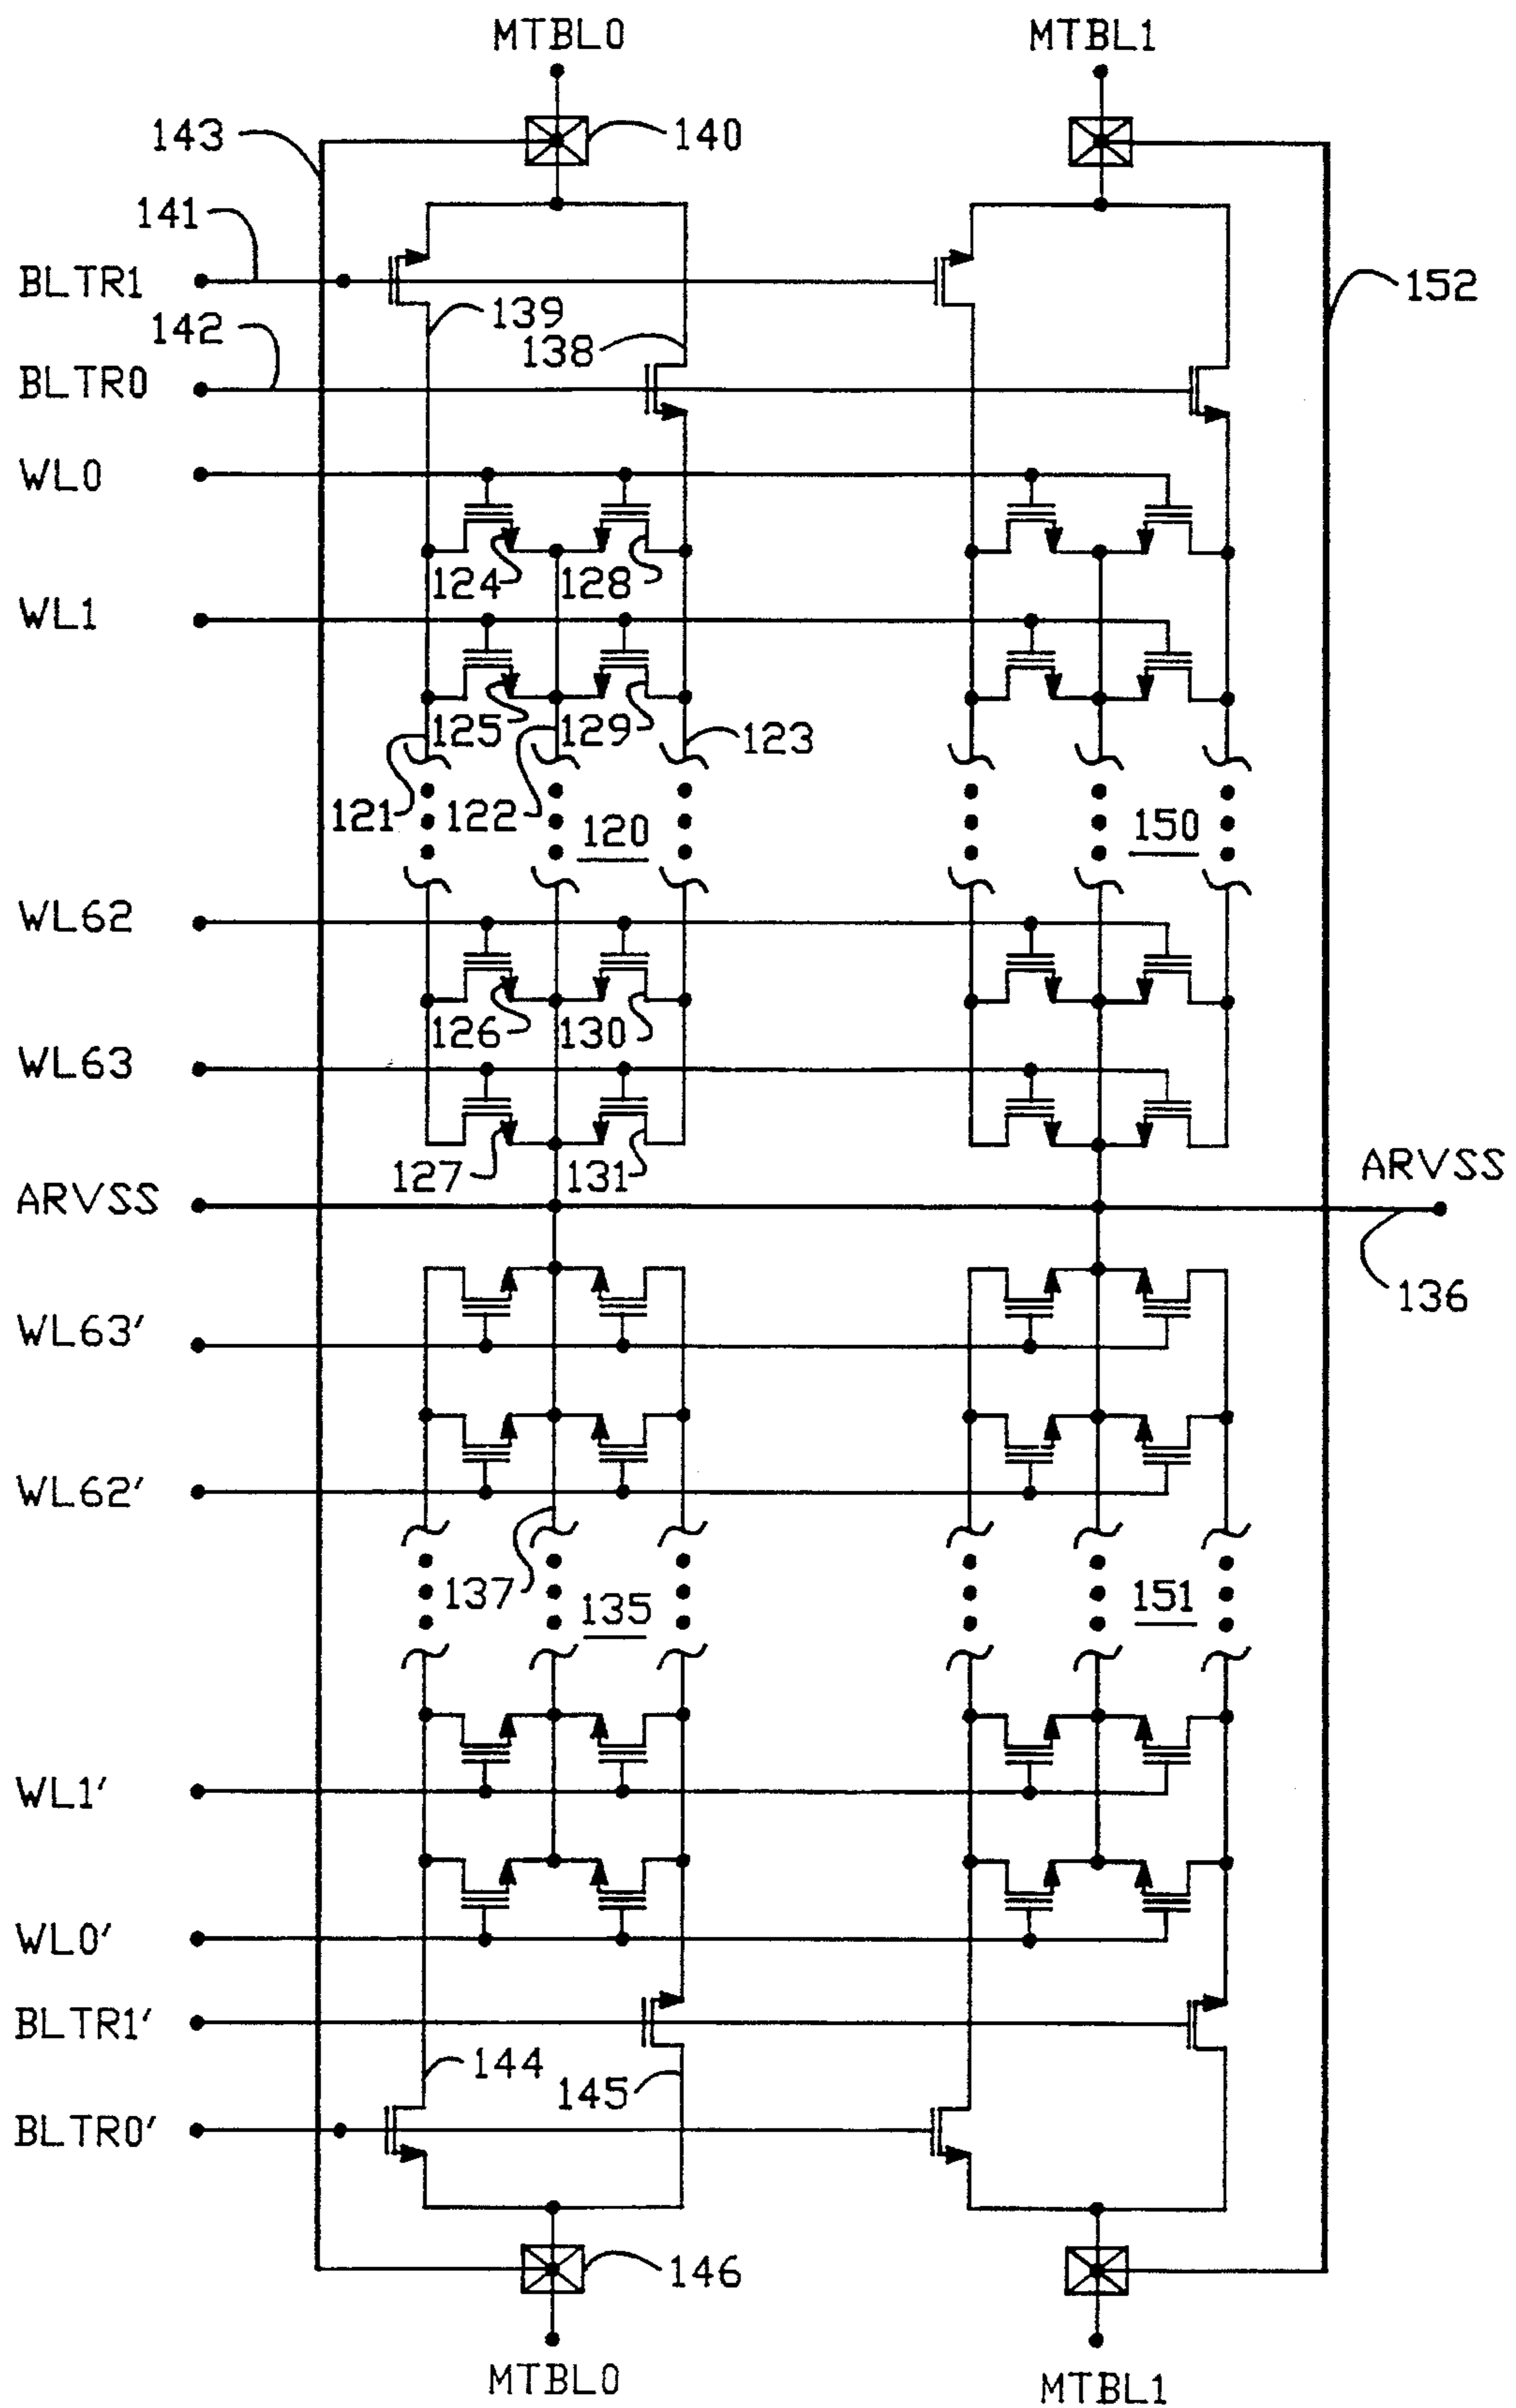 MTBL0 MTBL1
143 140
141
BLTR1 139 152
142 138
BLTR0
WL0
124 128
WL1
125 129 123
121 122 120 150
WL62
126 130
WL63
127 131
ARVSS ARVSS
136
WL63'
WL62'
137 135 151
WL1'
WL0'
BLTR1'
144 145
BLTR0'
146
MTBL0 MTBL1